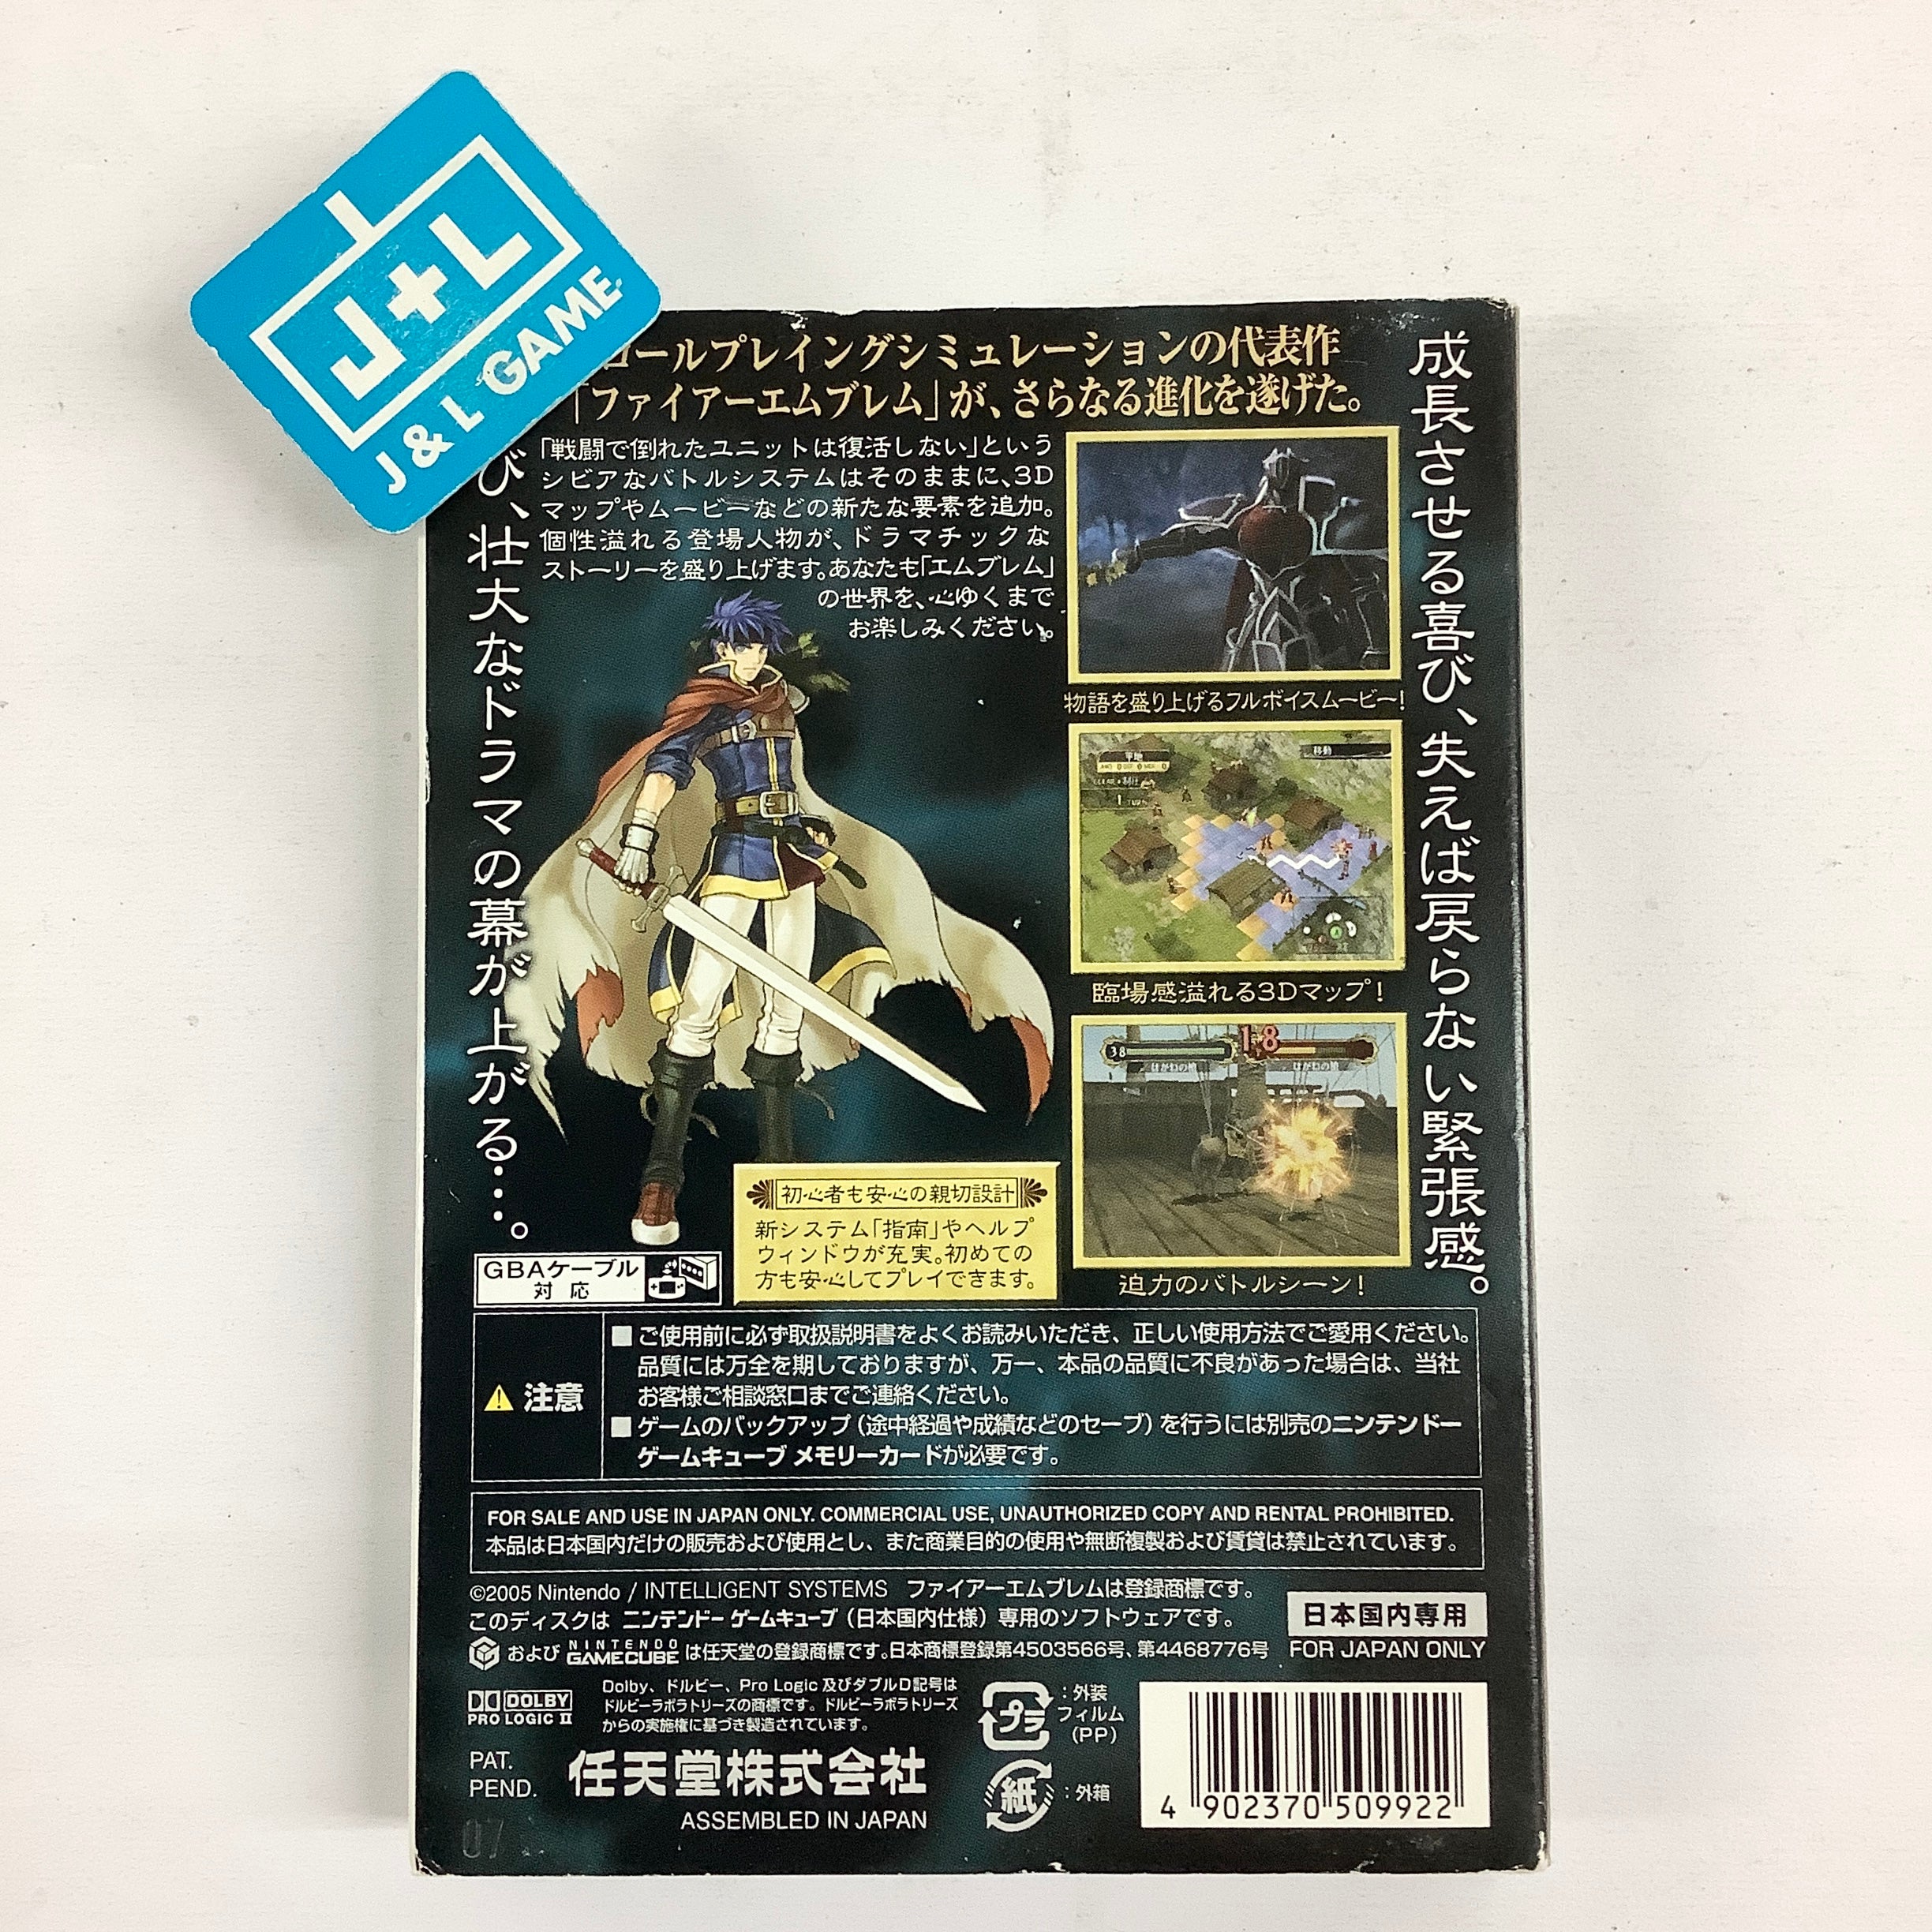 J+L
J & L GAME
ロールプレイングシミュレーションの代表作
「ファイアーエムブレム」が、さらなる進化を遂げた。
成長させる喜び、失えば戻らない緊張感。
び、壮大なドラマの幕が上がる…。
「戦闘で倒れたユニットは復活しない」という
シビアなバトルシステムはそのままに、3D
マップやムービーなどの新たな要素を追加。
個性溢れる登場人物が、ドラマチックな
ストーリーを盛り上げます。あなたも「エムブレム」
の世界を、心ゆくまで
お楽しみください。
物語を盛り上げるフルボイスムービー!
平地
移動
臨場感溢れる3Dマップ!
38
18
はがねの槍
はがねの槍
迫力のバトルシーン!
初心者も安心の親切設計
新システム「指南」やヘルプ
ウィンドウが充実。初めての
方も安心してプレイできます。
GBAケーブル
対応
注意
■ご使用前に必ず取扱説明書をよくお読みいただき、正しい使用方法でご愛用ください。
品質には万全を期しておりますが、万一、本品の品質に不良があった場合は、当社
お客様ご相談窓口までご連絡ください。
■ゲームのバックアップ(途中経過や成績などのセーブ)を行うには別売のニンテンドー
ゲームキューブ メモリーカードが必要です。
FOR SALE AND USE IN JAPAN ONLY. COMMERCIAL USE, UNAUTHORIZED COPY AND RENTAL PROHIBITED.
本品は日本国内だけの販売および使用とし、また商業目的の使用や無断複製および賃貸は禁止されています。
©2005 Nintendo / INTELLIGENT SYSTEMS ファイアーエムブレムは登録商標です。
このディスクは ニンテンドー ゲームキューブ(日本国内仕様)専用のソフトウェアです。
および NINTENDO GAMECUBE は任天堂の登録商標です。日本商標登録第4503566号、第4468776号
日本国内専用
FOR JAPAN ONLY
DOLBY
PRO LOGIC II
Dolby、ドルビー、Pro Logic 及びダブルD記号は
ドルビーラボラトリーズの商標です。ドルビーラボラトリーズ
からの実施権に基づき製造されています。
プラ
:外装
フィルム
(PP)
紙
:外箱
PAT.
PEND.
任天堂株式会社
ASSEMBLED IN JAPAN
4 902370 509922
07